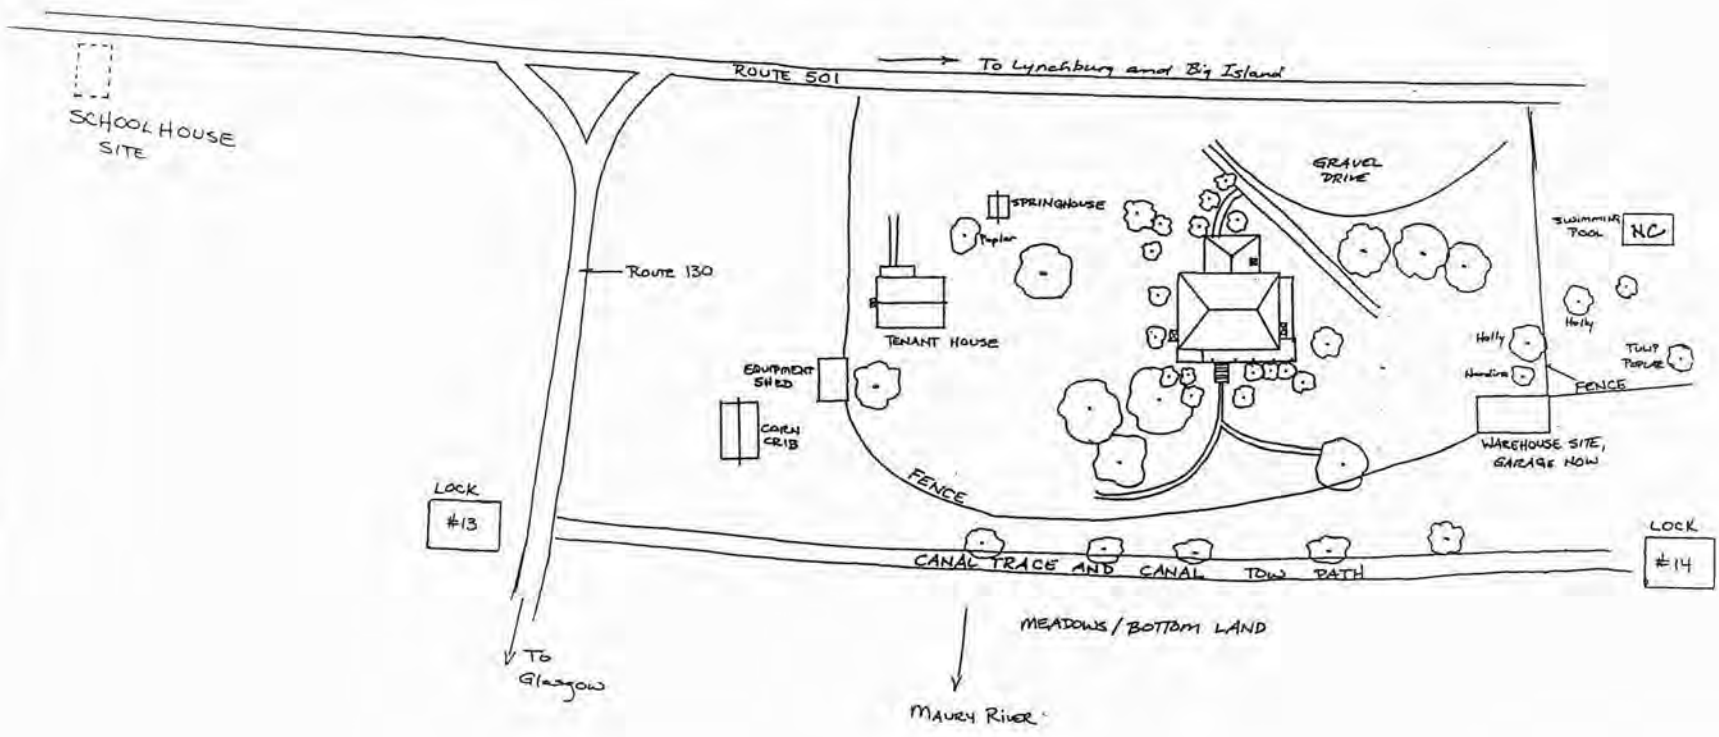 ROUTE 501
To Lynchburg and Big Island
SCHOOLHOUSE
SITE
GRAVEL
DRIVE
SPRINGHOUSE
Poplar
SWIMMING
POOL
NC
ROUTE 130
Holly
TENANT HOUSE
Holly
TULIP
POPLAR
EQUIPMENT
SHED
Nandina
FENCE
CORN
CRIB
WAREHOUSE SITE,
GARAGE NOW
FENCE
LOCK
#13
LOCK
#14
CANAL TRACE AND CANAL TOW PATH
MEADOWS/BOTTOM LAND
To
Glasgow
MAURY RIVER